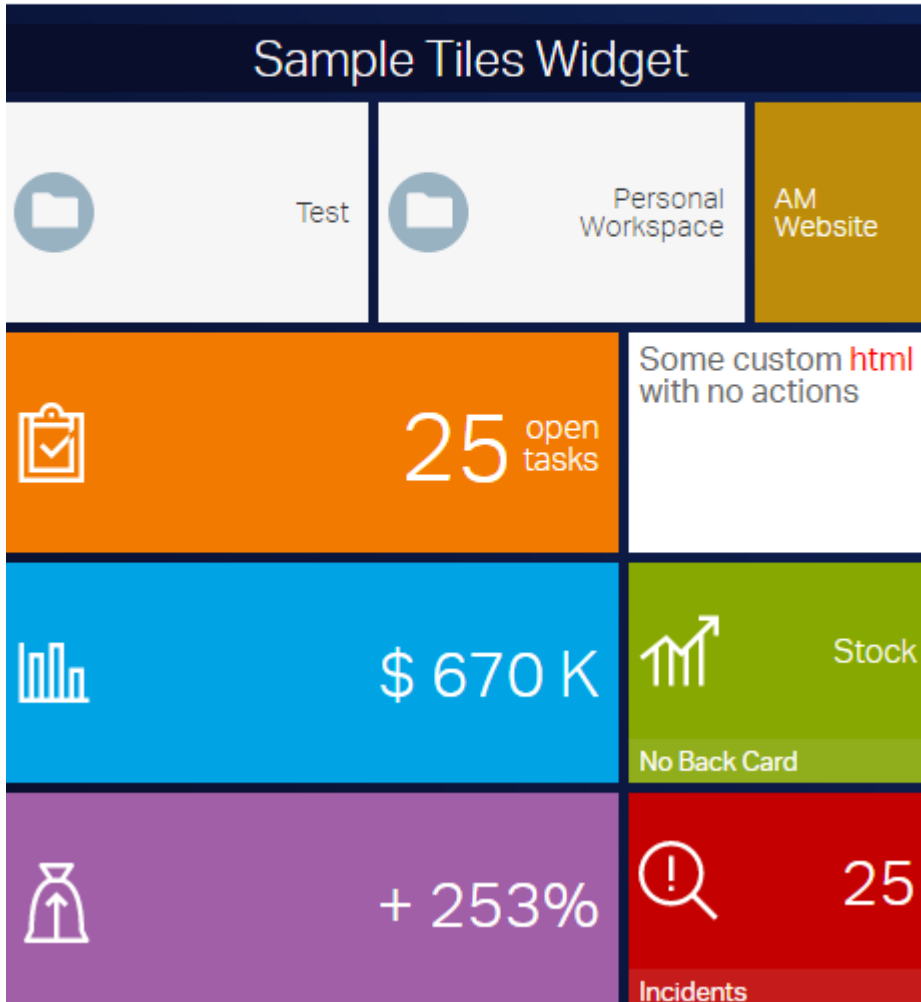 Sample Tiles Widget
Test
Personal
Workspace
AM
Website
25 open
tasks
Some custom html
with no actions
$ 670 K
Stock
No Back Card
+ 253%
25
Incidents